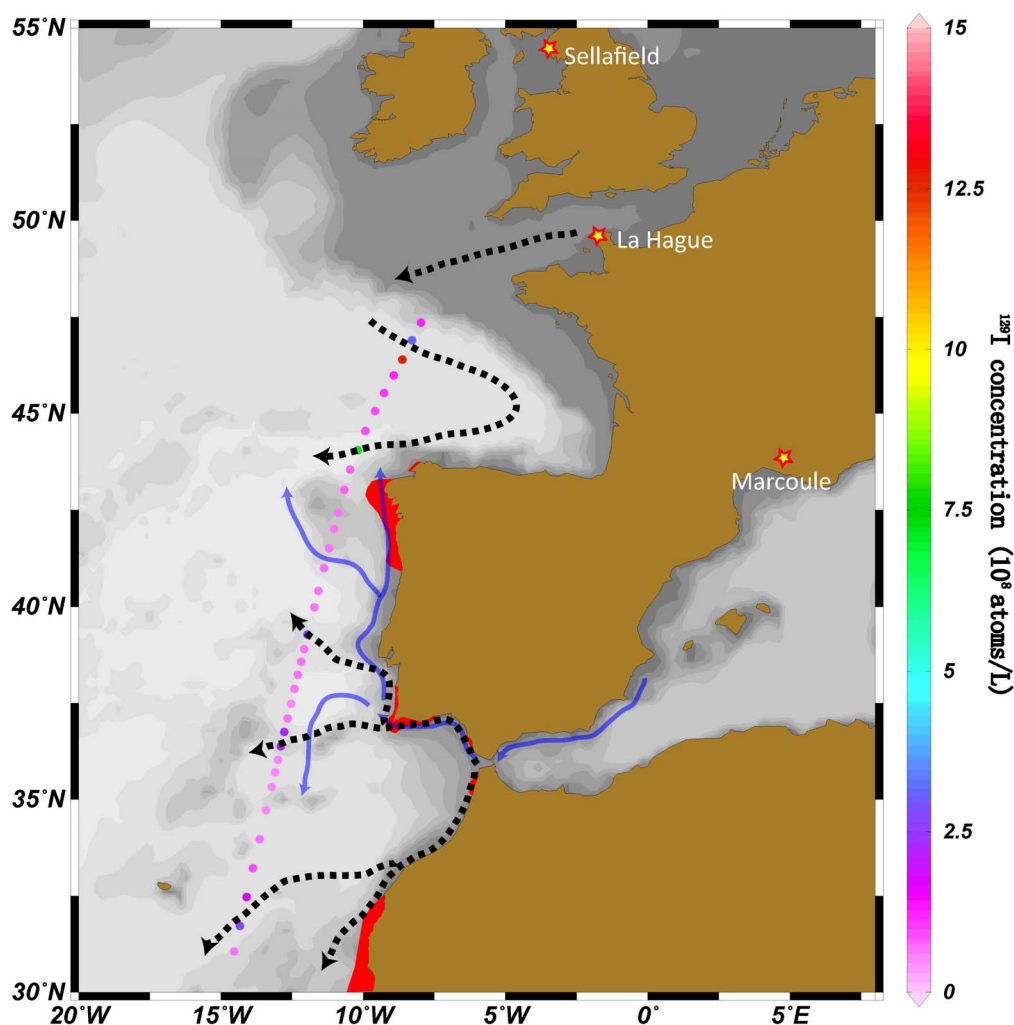 55°N
50°N
45°N
40°N
35°N
30°N
20°W
15°W
10°W
5°W
0°
5°E
Sellafield
La Hague
Marcoule
15
12.5
10
7.5
5
2.5
0
¹²⁹I concentration (10⁸ atoms/L)